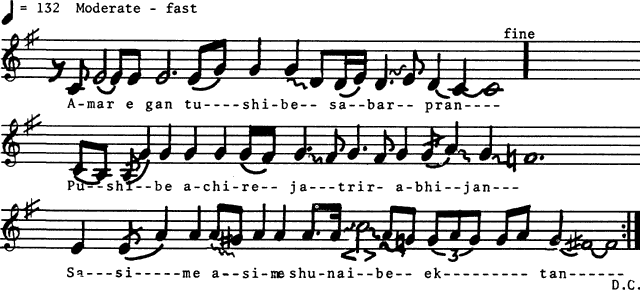 = 132 Moderate - fast
fine
A-mar e gan tu----shi-be-- sa--bar-- pran----
Pu--shi--be a-chi-re-- ja---trir- a-bhi--jan---
Sa---si-----me a--si-me shu-nai--be-- ek--------- tan-------
3
D.C.